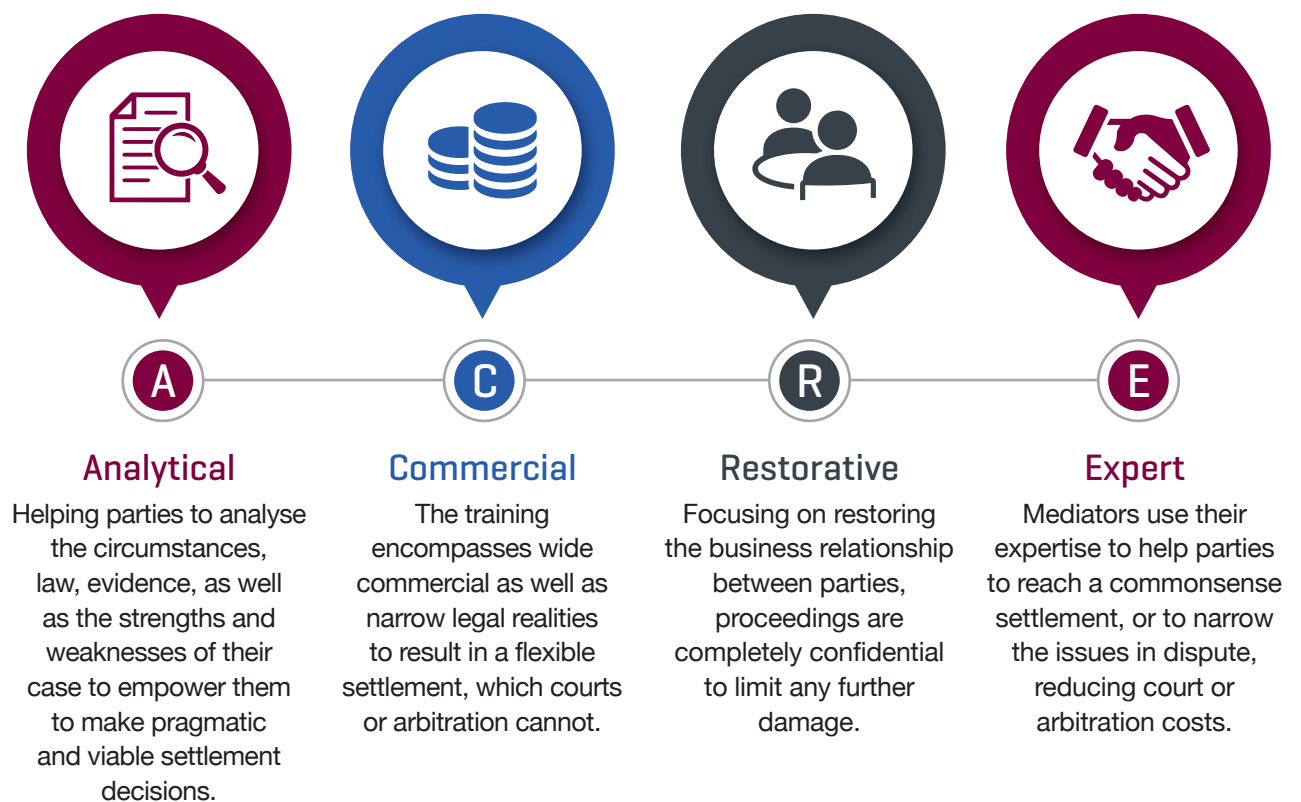 A
C
R
E
Analytical
Helping parties to analyse
the circumstances,
law, evidence, as well
as the strengths and
weaknesses of their
case to empower them
to make pragmatic
and viable settlement
decisions.
Commercial
The training
encompasses wide
commercial as well as
narrow legal realities
to result in a flexible
settlement, which courts
or arbitration cannot.
Restorative
Focusing on restoring
the business relationship
between parties,
proceedings are
completely confidential
to limit any further
damage.
Expert
Mediators use their
expertise to help parties
to reach a commonsense
settlement, or to narrow
the issues in dispute,
reducing court or
arbitration costs.